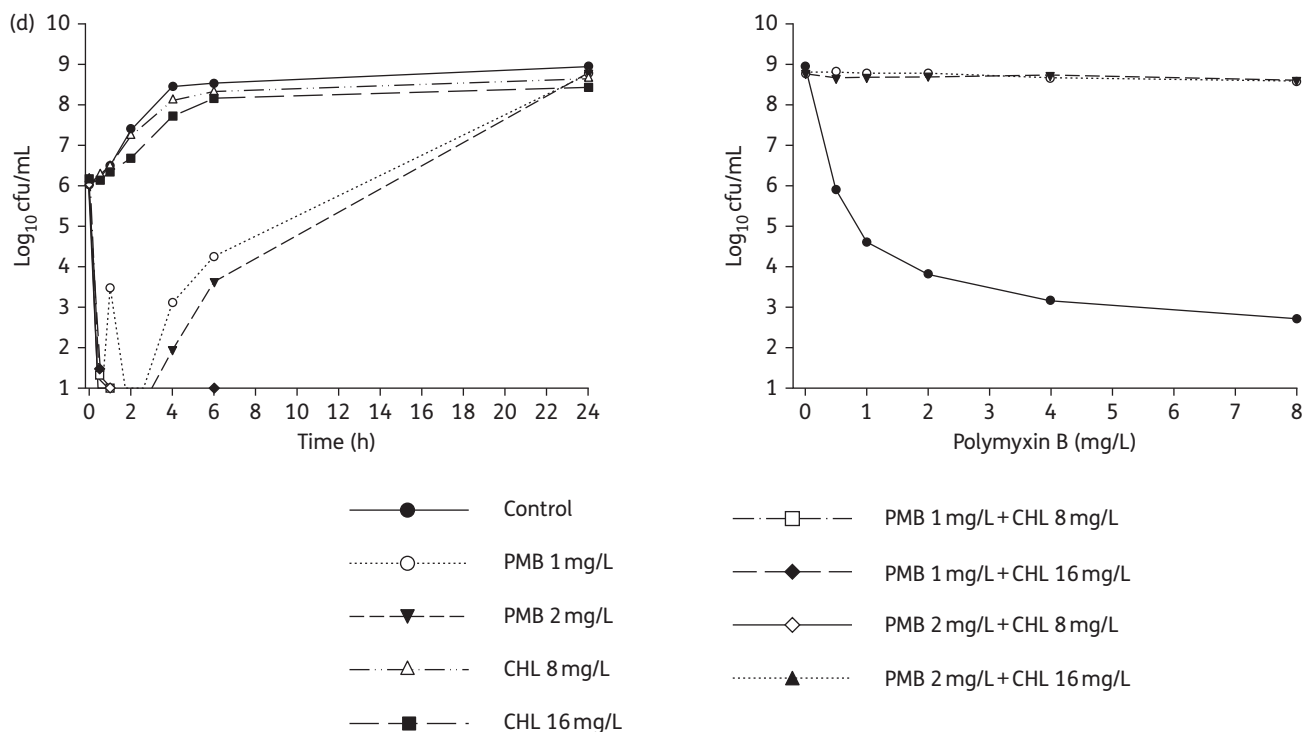 (d)
10
9
8
7
6
5
4
3
2
1
Log10 cfu/mL
0 2 4 6 8 10 12 14 16 18 20 22 24
Time (h)
10
9
8
7
6
5
4
3
2
1
Log10 cfu/mL
0 1 2 3 4 5 6 7 8
Polymyxin B (mg/L)
Control
PMB 1 mg/L
PMB 2 mg/L
CHL 8 mg/L
CHL 16 mg/L
PMB 1 mg/L+CHL 8 mg/L
PMB 1 mg/L+CHL 16 mg/L
PMB 2 mg/L+CHL 8 mg/L
PMB 2 mg/L+CHL 16 mg/L